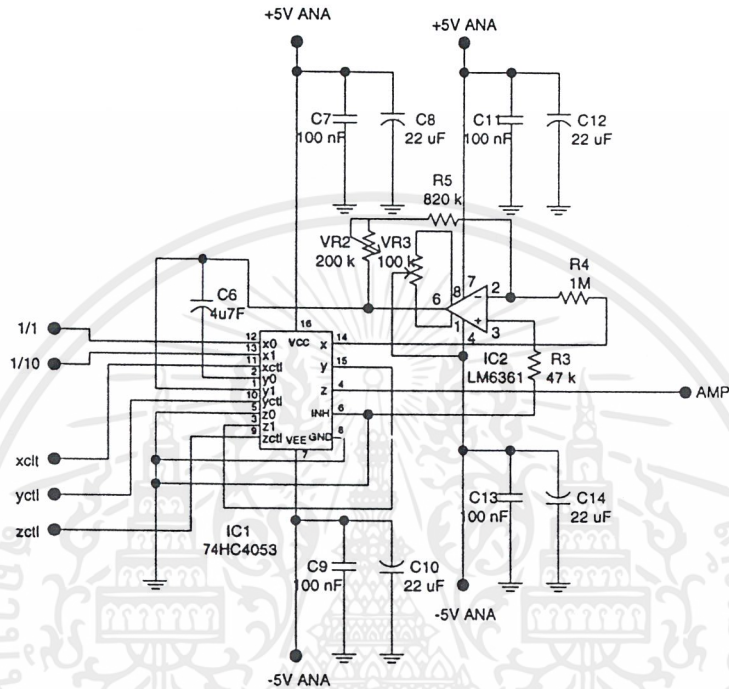 +5V ANA
+5V ANA
C7
100 nF
C8
22 uF
C11
100 nF
C12
22 uF
R5
820 k
VR2
200 k
VR3
100 k
7
8
6
2
R4
1M
C6
4u7F
1
4
3
+
-
IC2
LM6361
R3
47 k
16
vcc
1/1
12
x0
x
14
1/10
13
x1
y
15
11
xctl
2
y0
z
4
AMP
1
y1
10
yctl
INH
6
5
z0
3
z1
9
zctl
VEE
GND
8
7
xclt
yctl
zctl
IC1
74HC4053
C9
100 nF
C10
22 uF
C13
100 nF
C14
22 uF
-5V ANA
-5V ANA